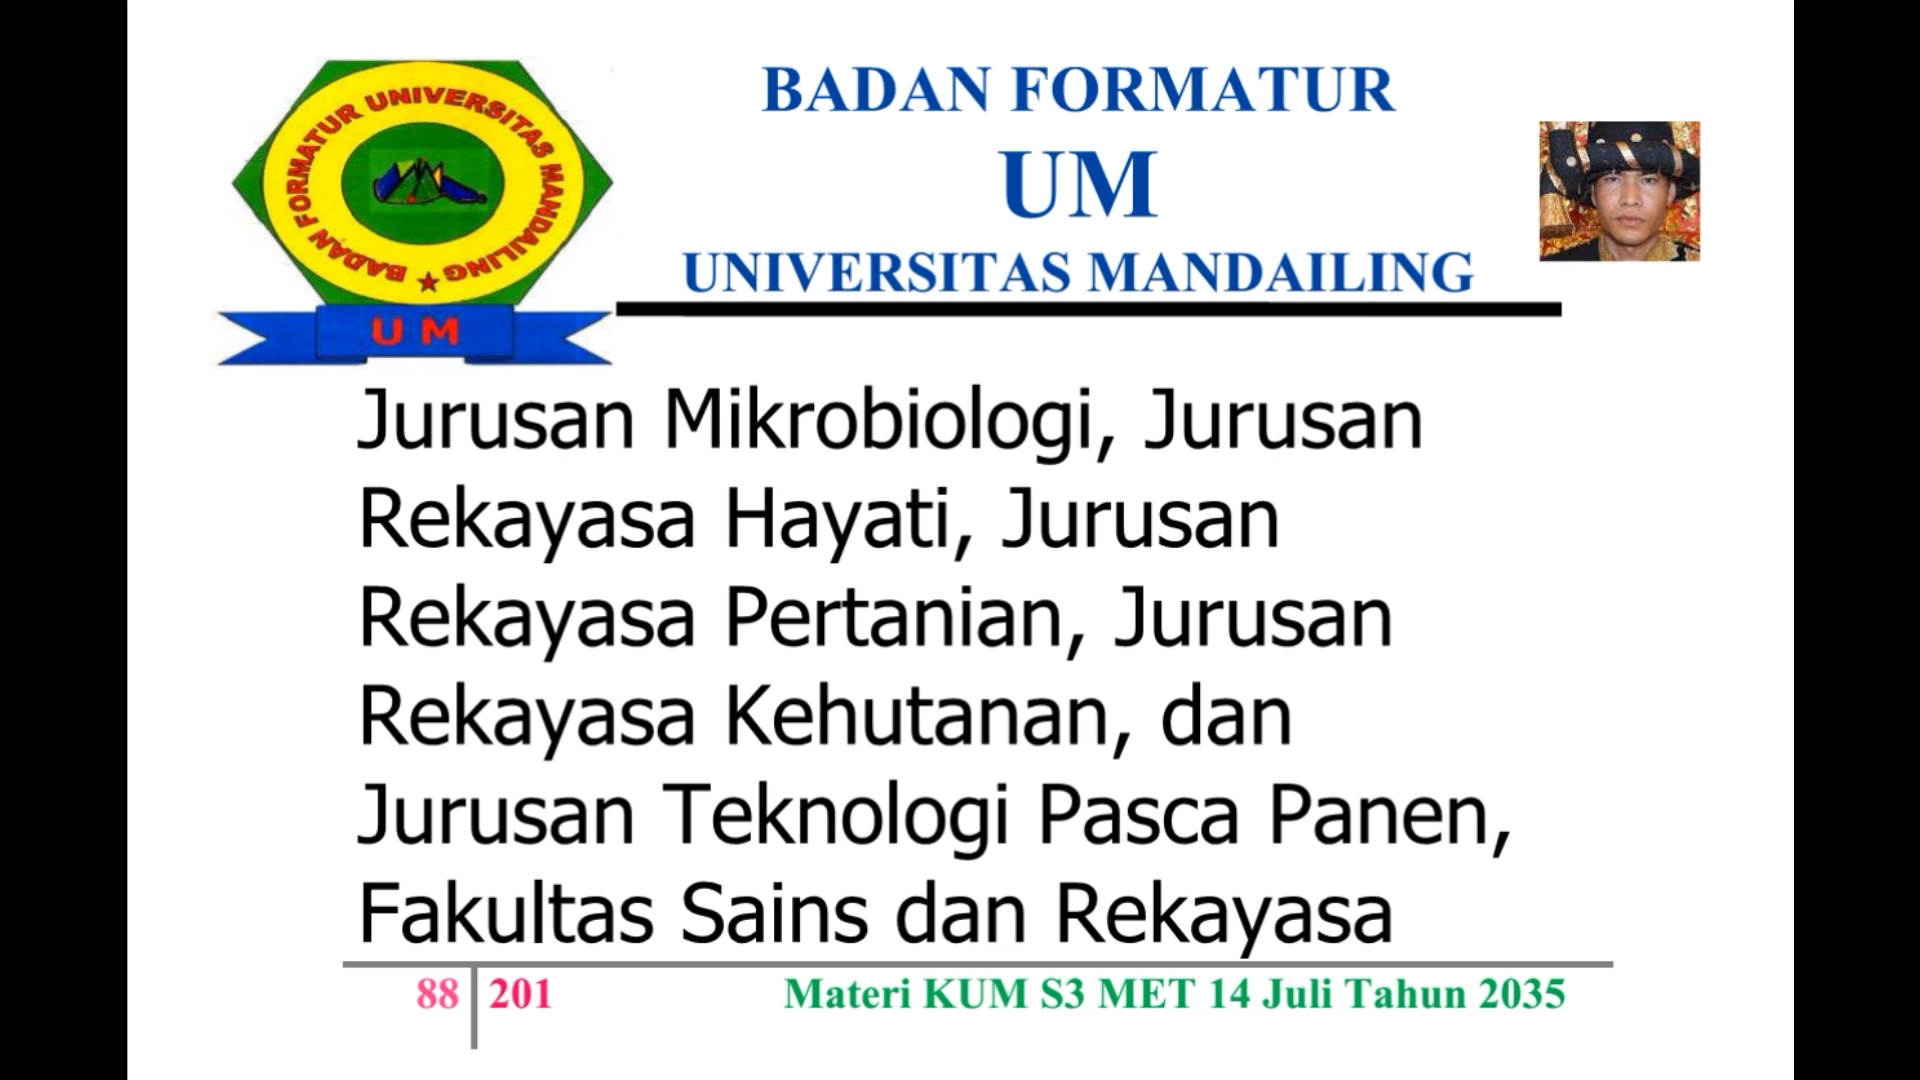 BADAN FORMATUR UNIVERSITAS MANDAILING
U M
BADAN FORMATUR
UM
UNIVERSITAS MANDAILING
Jurusan Mikrobiologi, Jurusan
Rekayasa Hayati, Jurusan
Rekayasa Pertanian, Jurusan
Rekayasa Kehutanan, dan
Jurusan Teknologi Pasca Panen,
Fakultas Sains dan Rekayasa
88 201 Materi KUM S3 MET 14 Juli Tahun 2035